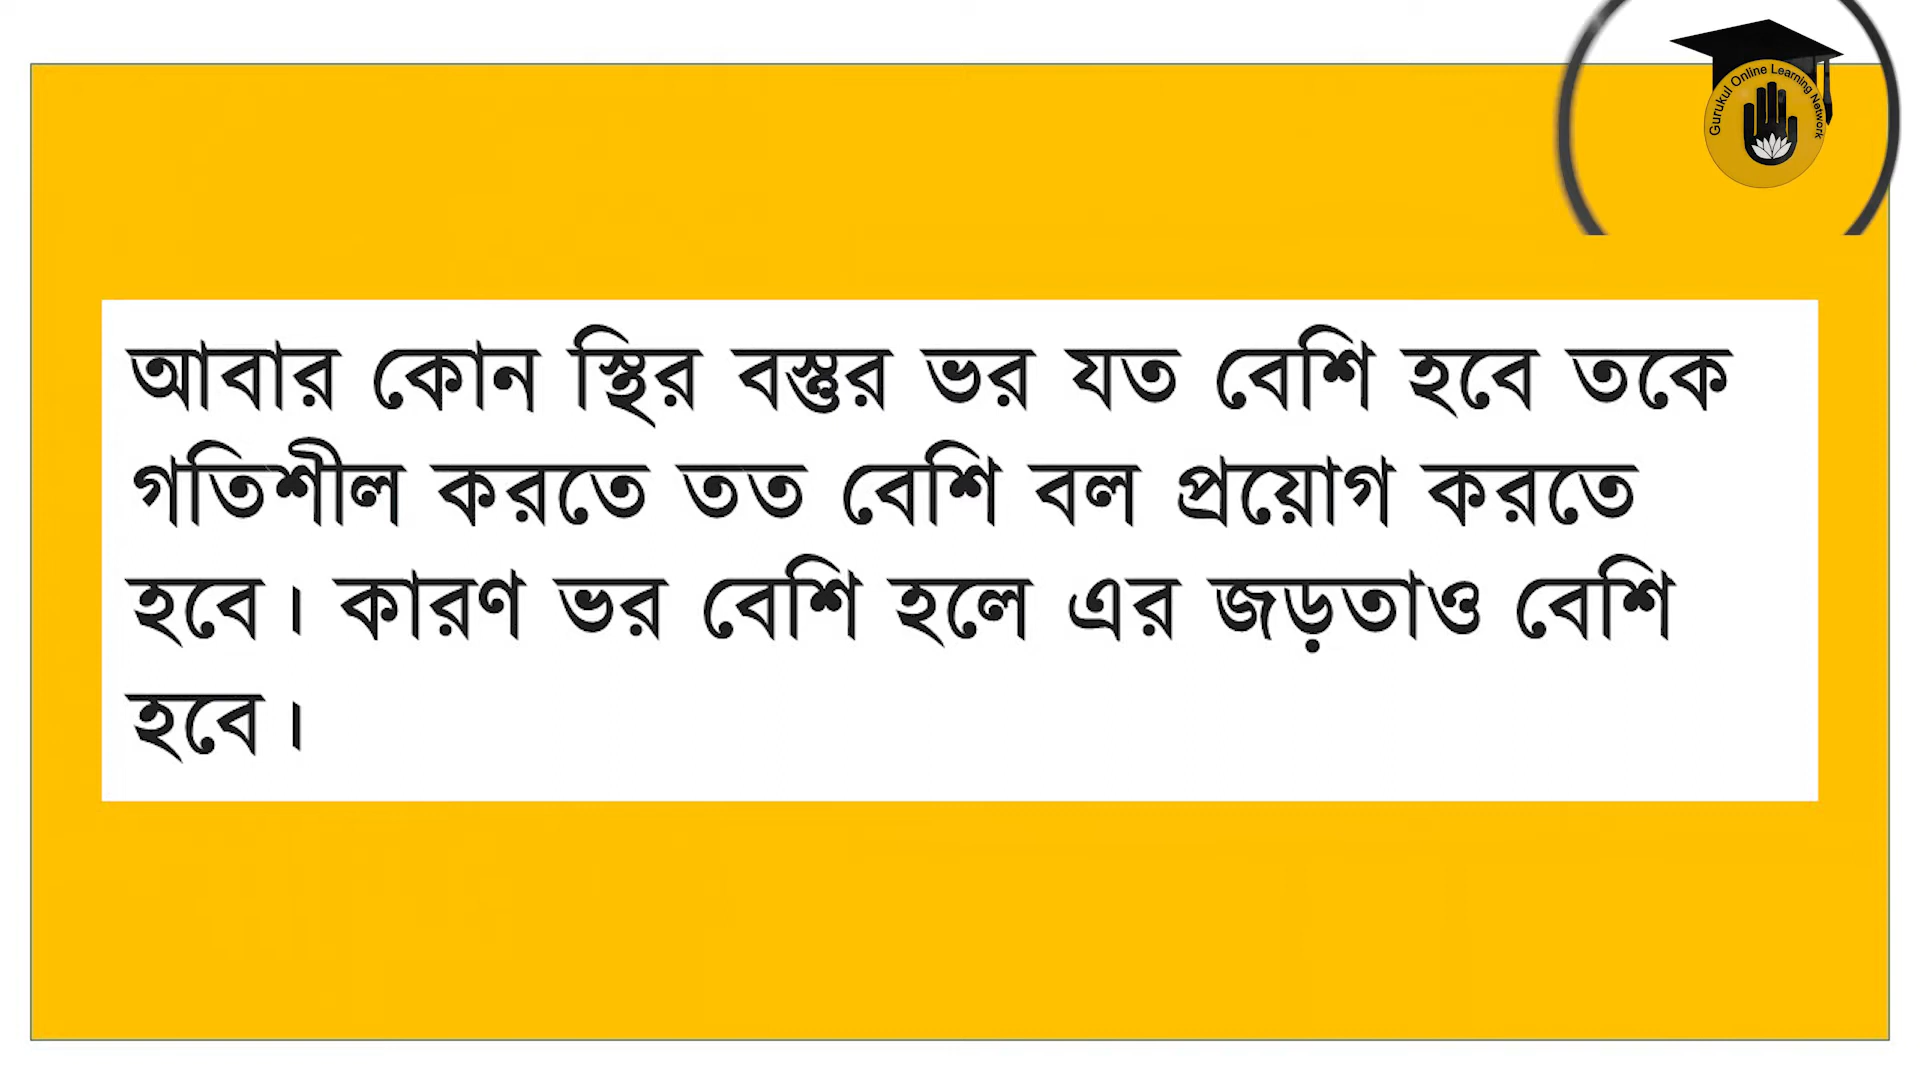 Gurukul Online Learning Network
আবার কোন স্থির বস্তুর ভর যত বেশি হবে তকে
গতিশীল করতে তত বেশি বল প্রয়োগ করতে
হবে। কারণ ভর বেশি হলে এর জড়তাও বেশি
হবে।